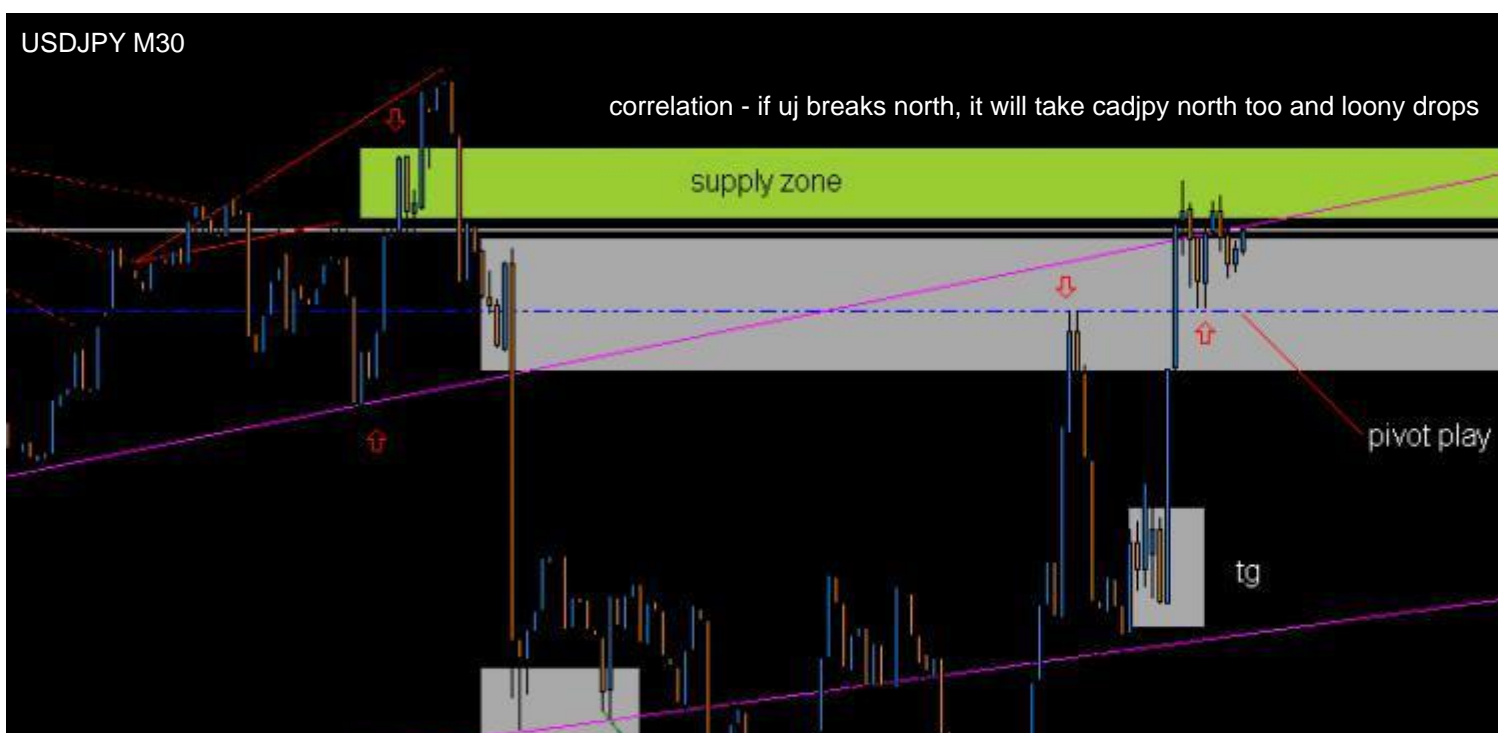 USDJPY M30
correlation - if uj breaks north, it will take cadjpy north too and loony drops
supply zone
pivot play
tg